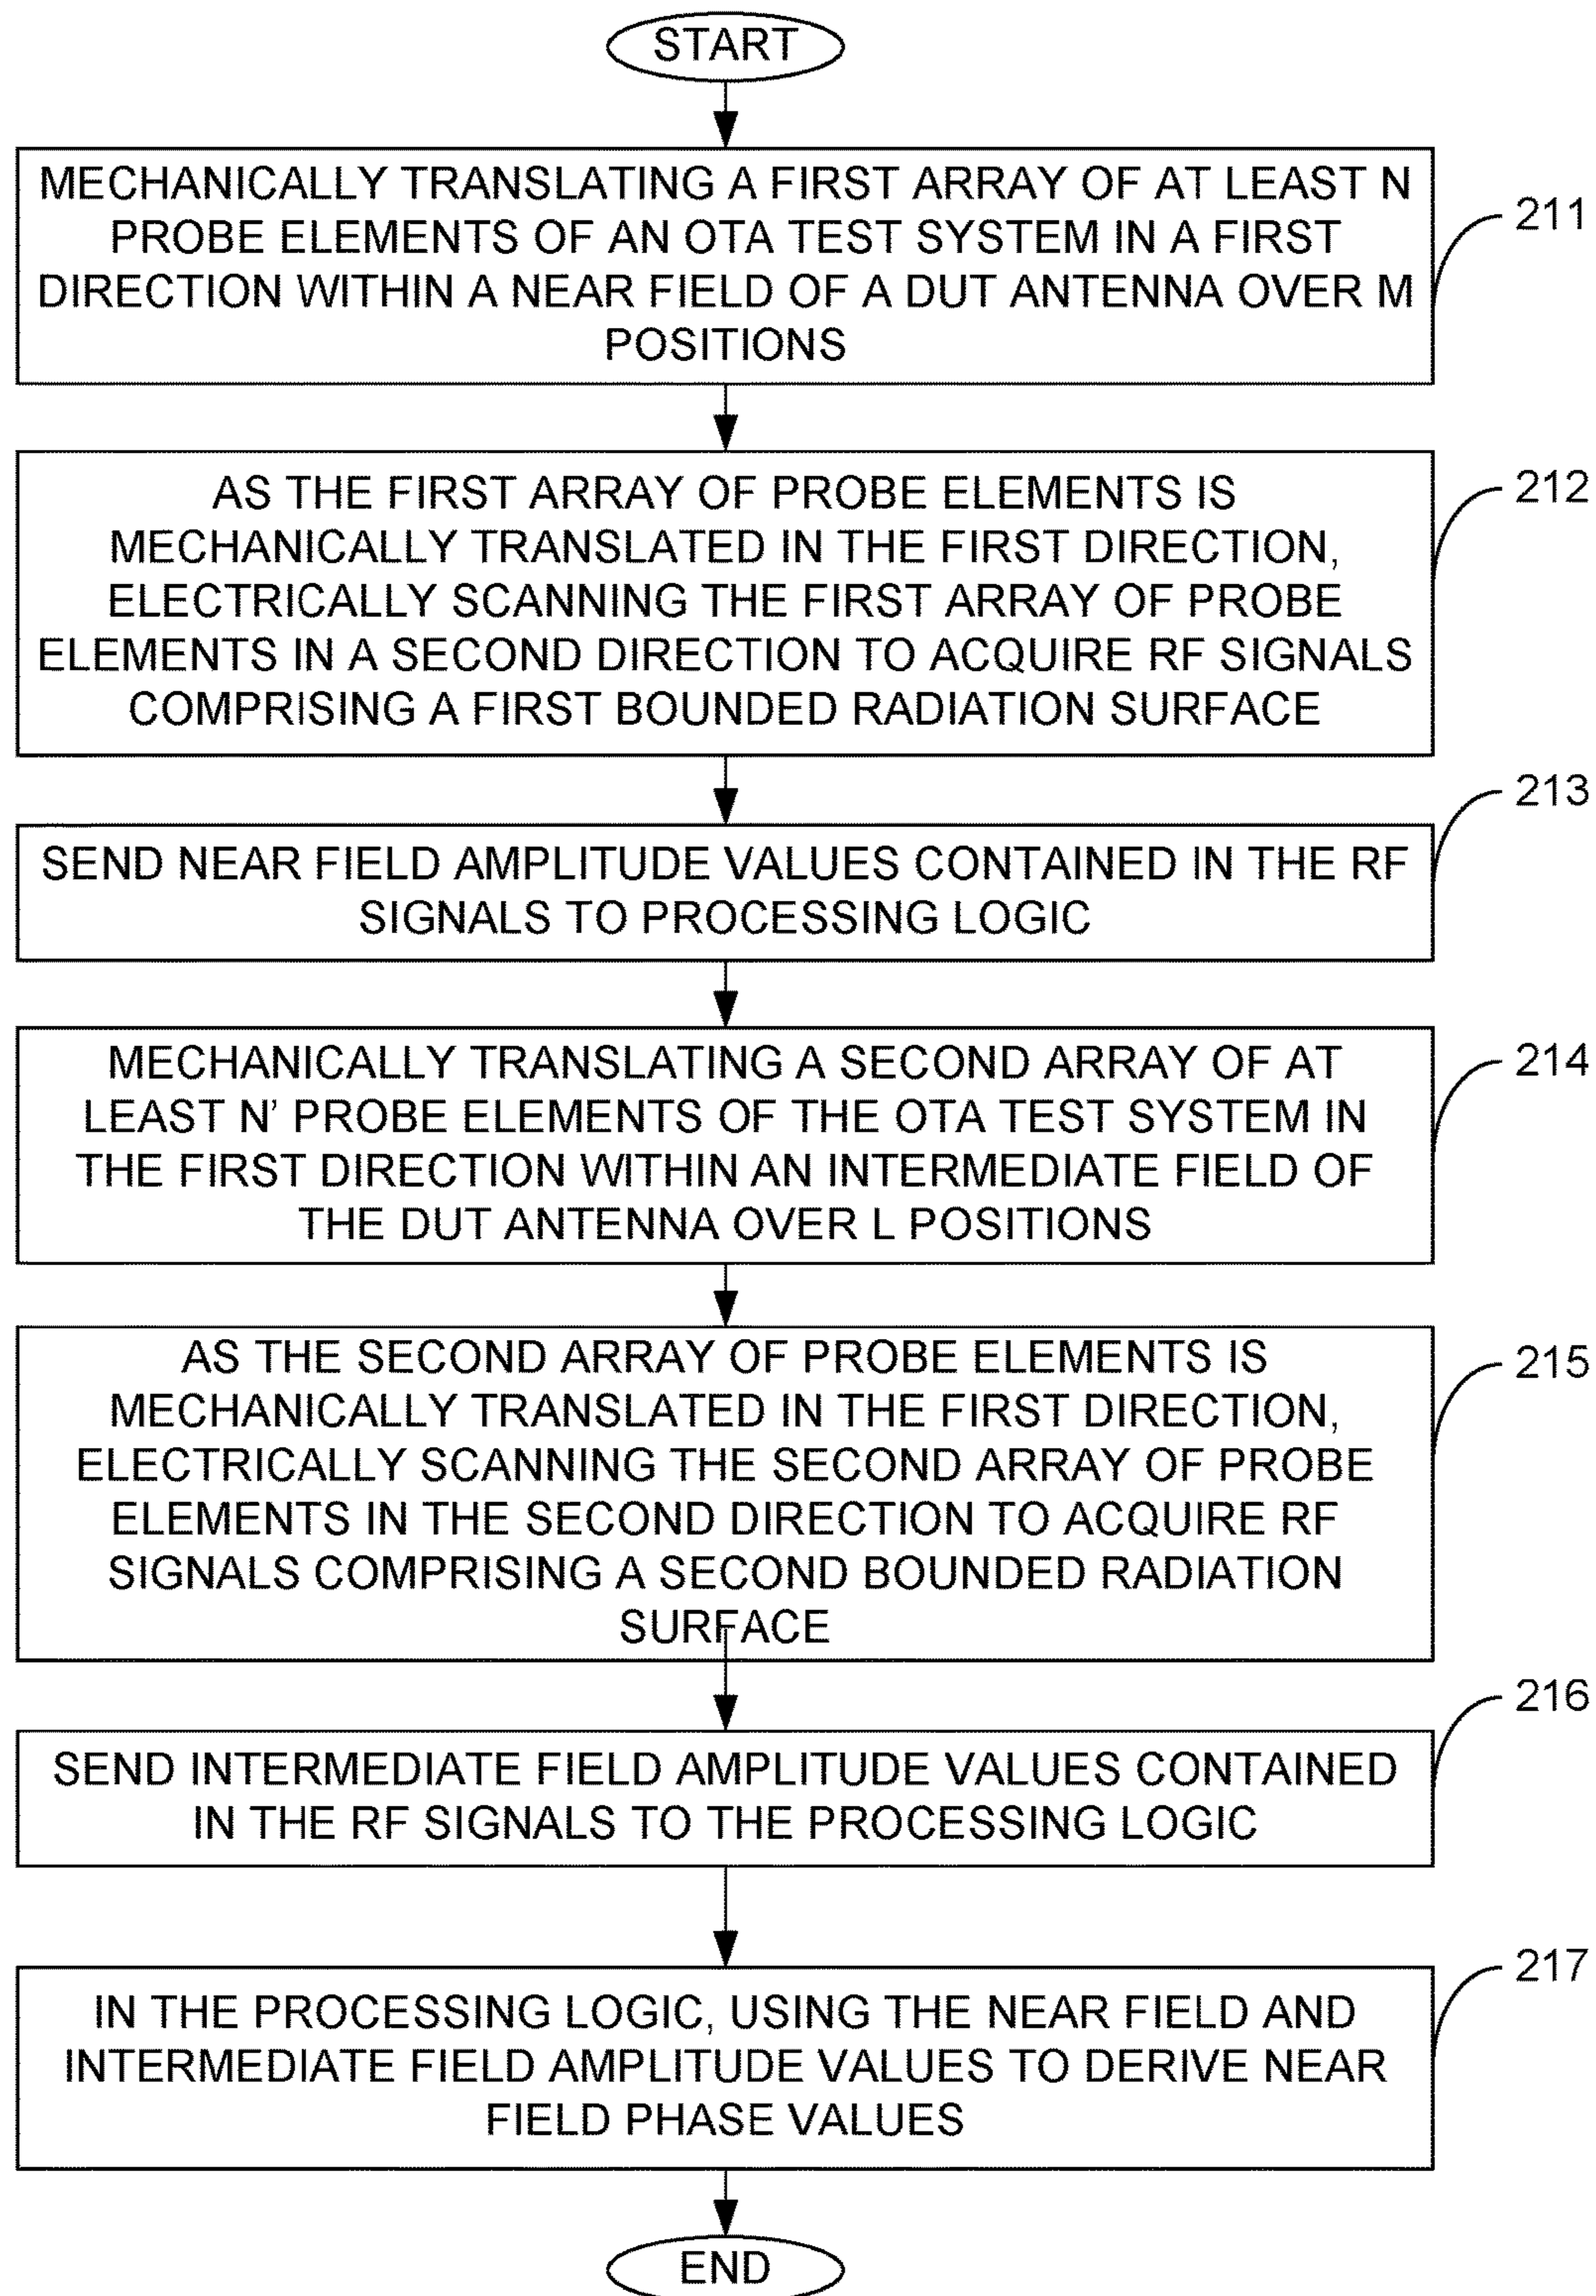 START
MECHANICALLY TRANSLATING A FIRST ARRAY OF AT LEAST N
PROBE ELEMENTS OF AN OTA TEST SYSTEM IN A FIRST
DIRECTION WITHIN A NEAR FIELD OF A DUT ANTENNA OVER M
POSITIONS
211
AS THE FIRST ARRAY OF PROBE ELEMENTS IS
MECHANICALLY TRANSLATED IN THE FIRST DIRECTION,
ELECTRICALLY SCANNING THE FIRST ARRAY OF PROBE
ELEMENTS IN A SECOND DIRECTION TO ACQUIRE RF SIGNALS
COMPRISING A FIRST BOUNDED RADIATION SURFACE
212
SEND NEAR FIELD AMPLITUDE VALUES CONTAINED IN THE RF
SIGNALS TO PROCESSING LOGIC
213
MECHANICALLY TRANSLATING A SECOND ARRAY OF AT
LEAST N' PROBE ELEMENTS OF THE OTA TEST SYSTEM IN
THE FIRST DIRECTION WITHIN AN INTERMEDIATE FIELD OF
THE DUT ANTENNA OVER L POSITIONS
214
AS THE SECOND ARRAY OF PROBE ELEMENTS IS
MECHANICALLY TRANSLATED IN THE FIRST DIRECTION,
ELECTRICALLY SCANNING THE SECOND ARRAY OF PROBE
ELEMENTS IN THE SECOND DIRECTION TO ACQUIRE RF
SIGNALS COMPRISING A SECOND BOUNDED RADIATION
SURFACE
215
SEND INTERMEDIATE FIELD AMPLITUDE VALUES CONTAINED
IN THE RF SIGNALS TO THE PROCESSING LOGIC
216
IN THE PROCESSING LOGIC, USING THE NEAR FIELD AND
INTERMEDIATE FIELD AMPLITUDE VALUES TO DERIVE NEAR
FIELD PHASE VALUES
217
END